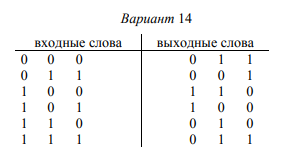 Вариант 14
входные слова выходные слова
0 0 0 0 1 1
0 1 1 0 0 1
1 0 0 1 1 0
1 0 1 1 0 0
1 1 0 0 1 0
1 1 1 0 1 1